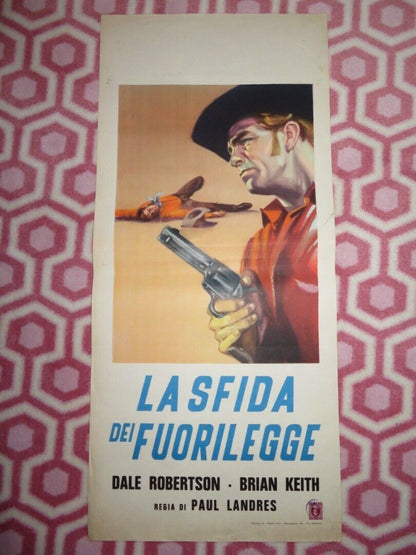 LA SFIDA
DEI FUORILEGGE
DALE ROBERTSON · BRIAN KEITH
REGIA DI PAUL LANDRES